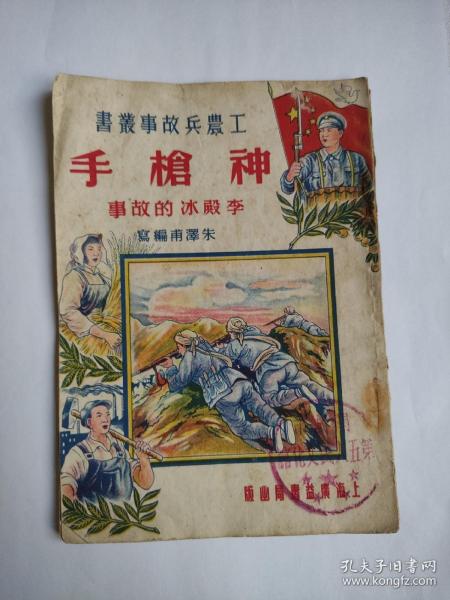 工農兵故事叢書
神槍手
李殿冰的故事
朱澤甫編寫
上海廣益書局出版
孔夫子旧书网
www.kongfz.com